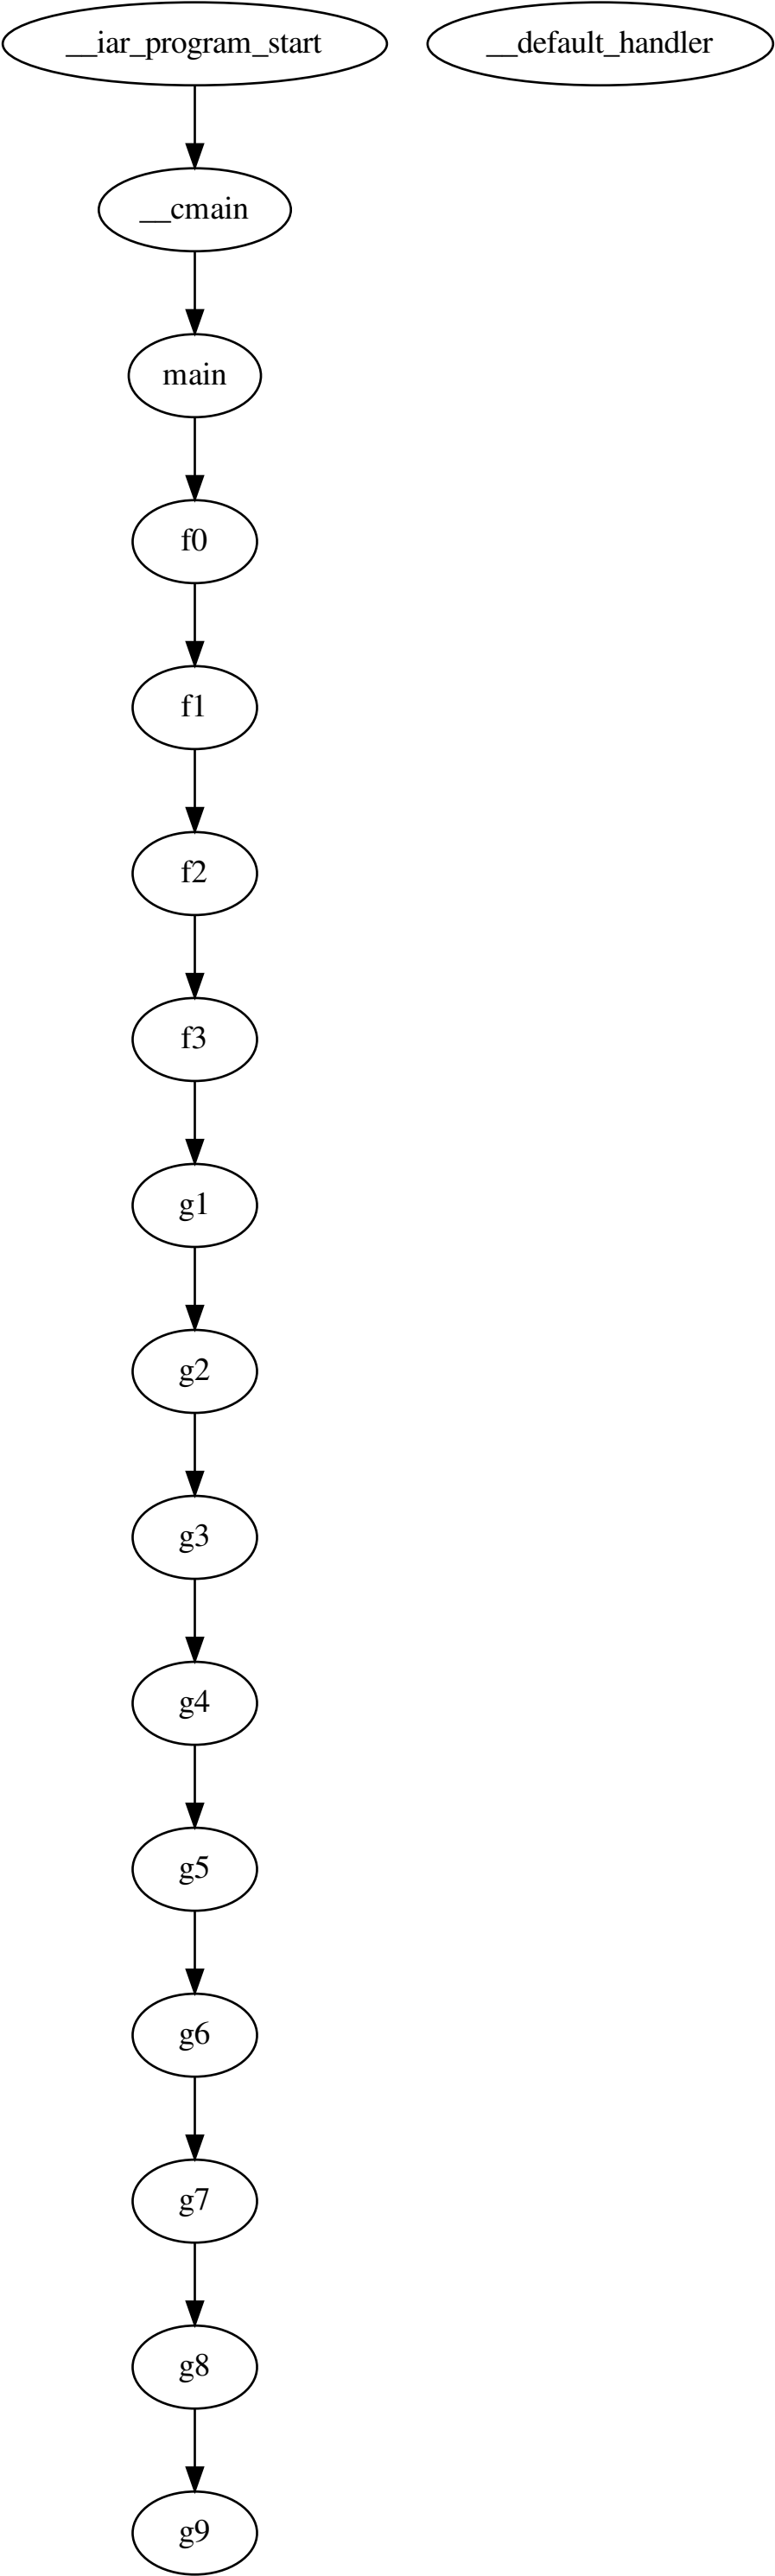 __iar_program_start
__default_handler
__cmain
main
f0
f1
f2
f3
g1
g2
g3
g4
g5
g6
g7
g8
g9